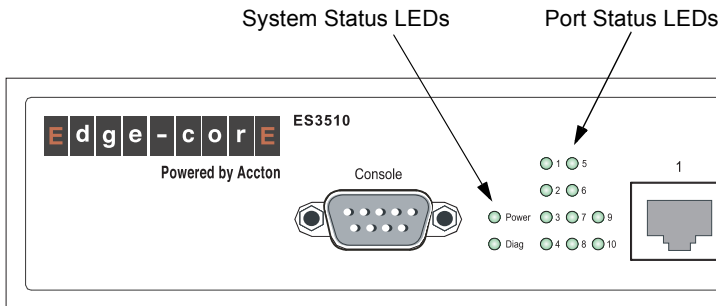 System Status LEDs Port Status LEDs
Edge-corE ES3510
Powered by Accton
Console
1 5
2 6
Power 3 7 9
Diag 4 8 10
1